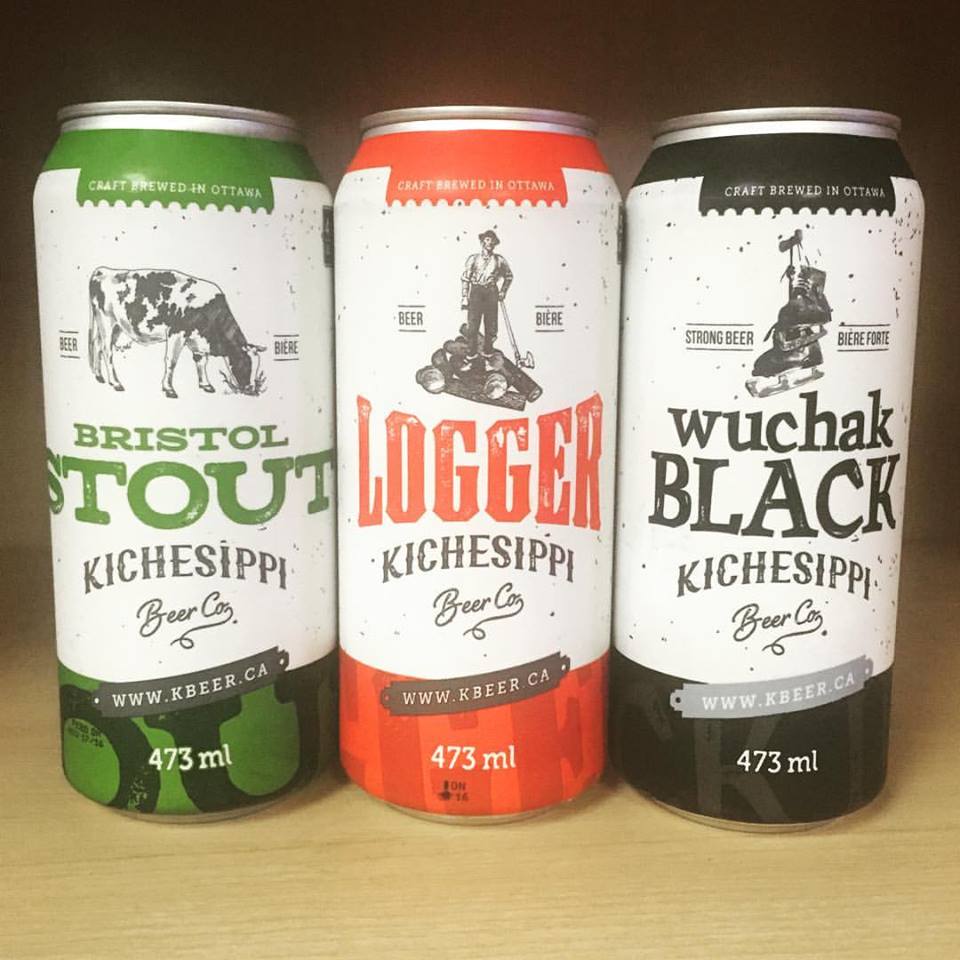 CRAFT BREWED IN OTTAWA
BEER
BIÈRE
BRISTOL
STOUT
KICHESIPPI
Beer Co.
WWW.KBEER.CA
473 ml
CRAFT BREWED IN OTTAWA
BEER
BIÈRE
LOGGER
KICHESIPPI
Beer Co.
WWW.KBEER.CA
473 ml
ON
16
CRAFT BREWED IN OTTAWA
STRONG BEER
BIÈRE FORTE
wuchak
BLACK
KICHESIPPI
Beer Co.
WWW.KBEER.CA
473 ml